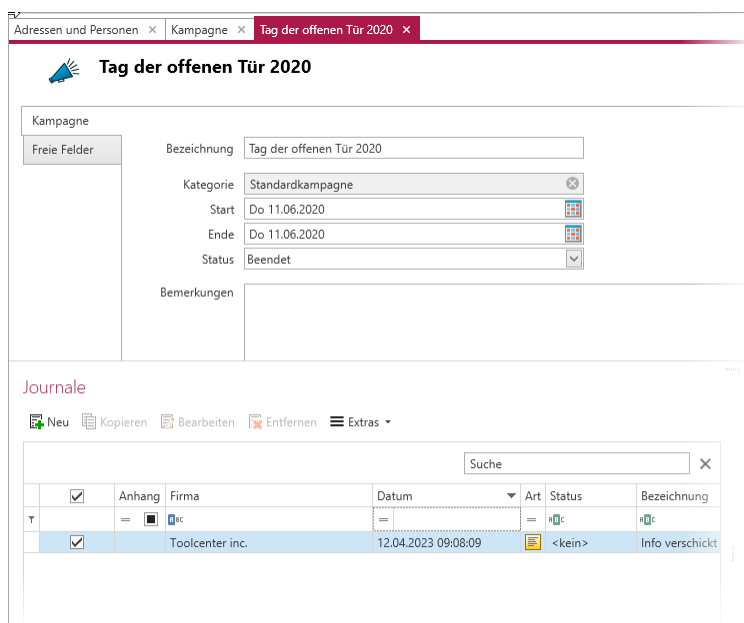 Adressen und Personen Kampagne Tag der offenen Tür 2020
Tag der offenen Tür 2020
Kampagne
Freie Felder
Bezeichnung Tag der offenen Tür 2020
Kategorie Standardkampagne
Start Do 11.06.2020
Ende Do 11.06.2020
Status Beendet
Bemerkungen
Journale
Neu Kopieren Bearbeiten Entfernen Extras
Suche
Anhang Firma Datum Art Status Bezeichnung
= ABC = = ABC ABC
Toolcenter inc. 12.04.2023 09:08:09 <kein> Info verschickt